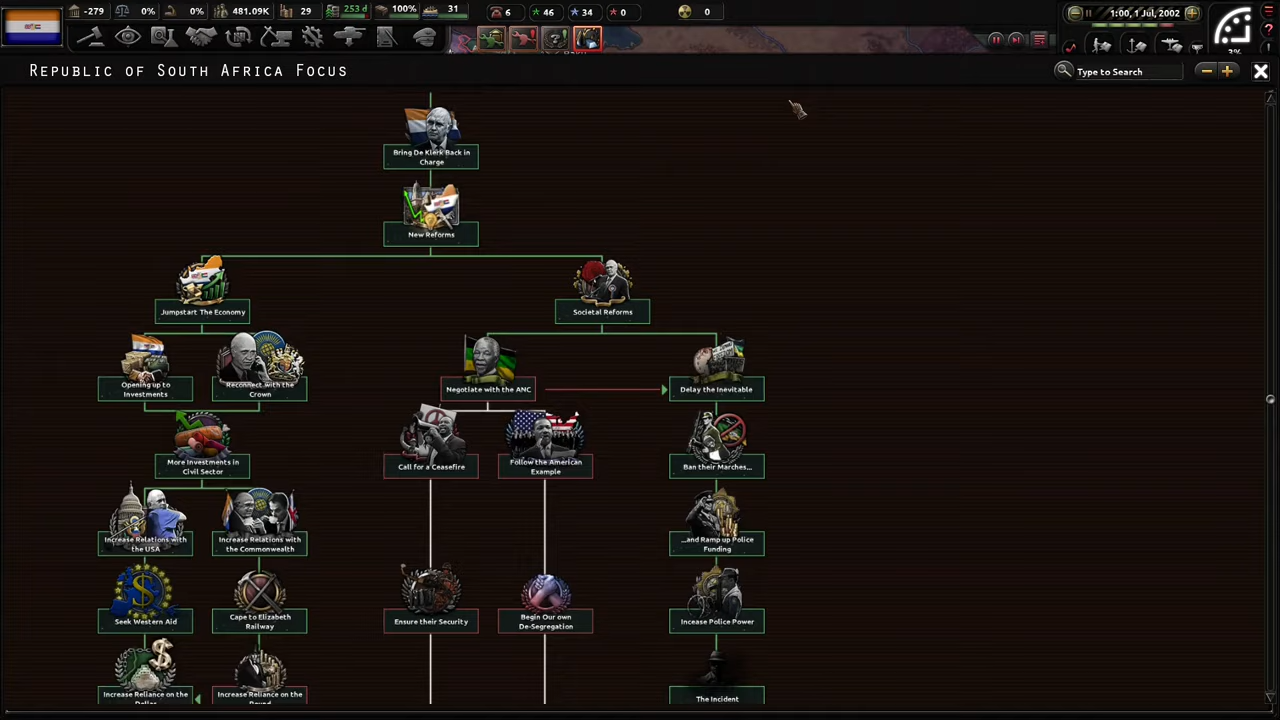 -279 0% 0% 481.09K 29 253 d 100% 31 6 46 34 0 0 1:00, 1 Jul, 2002
3%
Republic of South Africa Focus
Type to Search
Bring De Klerk Back in
Charge
New Reforms
Jumpstart The Economy
Societal Reforms
Opening up to
Investments
Reconnect with the
Crown
Negotiate with the ANC
Delay the Inevitable
More Investments in
Civil Sector
Call for a Ceasefire
Follow the American
Example
Ban their Marches...
Increase Relations with
the USA
Increase Relations with
the Commonwealth
...and Ramp up Police
Funding
Seek Western Aid
Cape to Elizabeth
Railway
Ensure their Security
Begin Our own
De-Segregation
Incease Police Power
Increase Reliance on the
Dollar
Increase Reliance on the
Pound
The Incident